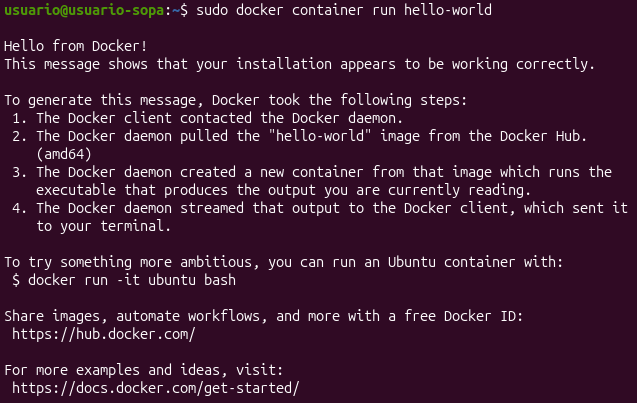 usuario@usuario-sopa:~$ sudo docker container run hello-world
Hello from Docker!
This message shows that your installation appears to be working correctly.
To generate this message, Docker took the following steps:
1. The Docker client contacted the Docker daemon.
2. The Docker daemon pulled the "hello-world" image from the Docker Hub.
(amd64)
3. The Docker daemon created a new container from that image which runs the
executable that produces the output you are currently reading.
4. The Docker daemon streamed that output to the Docker client, which sent it
to your terminal.
To try something more ambitious, you can run an Ubuntu container with:
$ docker run -it ubuntu bash
Share images, automate workflows, and more with a free Docker ID:
https://hub.docker.com/
For more examples and ideas, visit:
https://docs.docker.com/get-started/